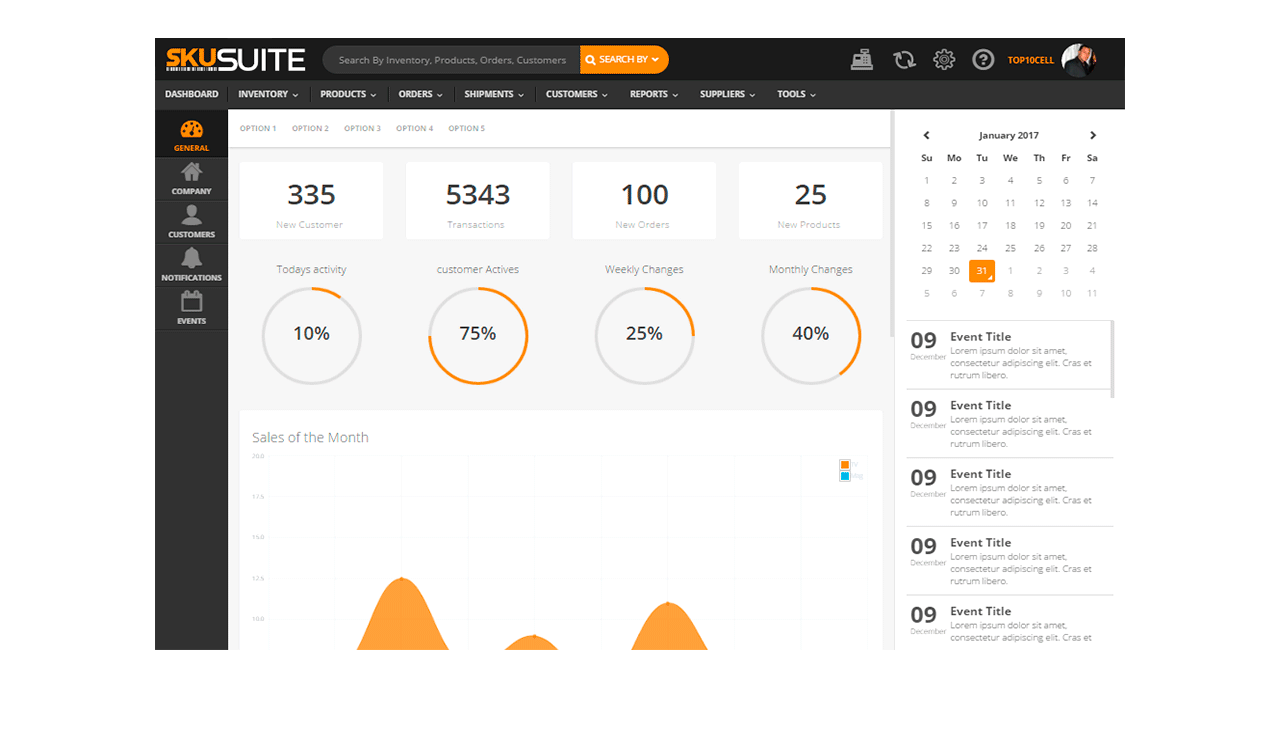 SKUSUITE
Search By Inventory, Products, Orders, Customers
SEARCH BY
TOP10CELL
DASHBOARD INVENTORY PRODUCTS ORDERS SHIPMENTS CUSTOMERS REPORTS SUPPLIERS TOOLS
GENERAL
COMPANY
CUSTOMERS
NOTIFICATIONS
EVENTS
OPTION 1 OPTION 2 OPTION 3 OPTION 4 OPTION 5
335 5343 100 25
New Customer Transactions New Orders New Products
Todays activity customer Actives Weekly Changes Monthly Changes
10% 75% 25% 40%
Sales of the Month
20.0
17.5
15.0
12.5
10.0
January 2017
Su Mo Tu We Th Fr Sa
1 2 3 4 5 6 7
8 9 10 11 12 13 14
15 16 17 18 19 20 21
22 23 24 25 26 27 28
29 30 31 1 2 3 4
5 6 7 8 9 10 11
09 Event Title
December Lorem ipsum dolor sit amet,
consectetur adipiscing elit. Cras et
rutrum libero.
09 Event Title
December Lorem ipsum dolor sit amet,
consectetur adipiscing elit. Cras et
rutrum libero.
09 Event Title
December Lorem ipsum dolor sit amet,
consectetur adipiscing elit. Cras et
rutrum libero.
09 Event Title
December Lorem ipsum dolor sit amet,
consectetur adipiscing elit. Cras et
rutrum libero.
09 Event Title
December Lorem ipsum dolor sit amet,
consectetur adipiscing elit. Cras et